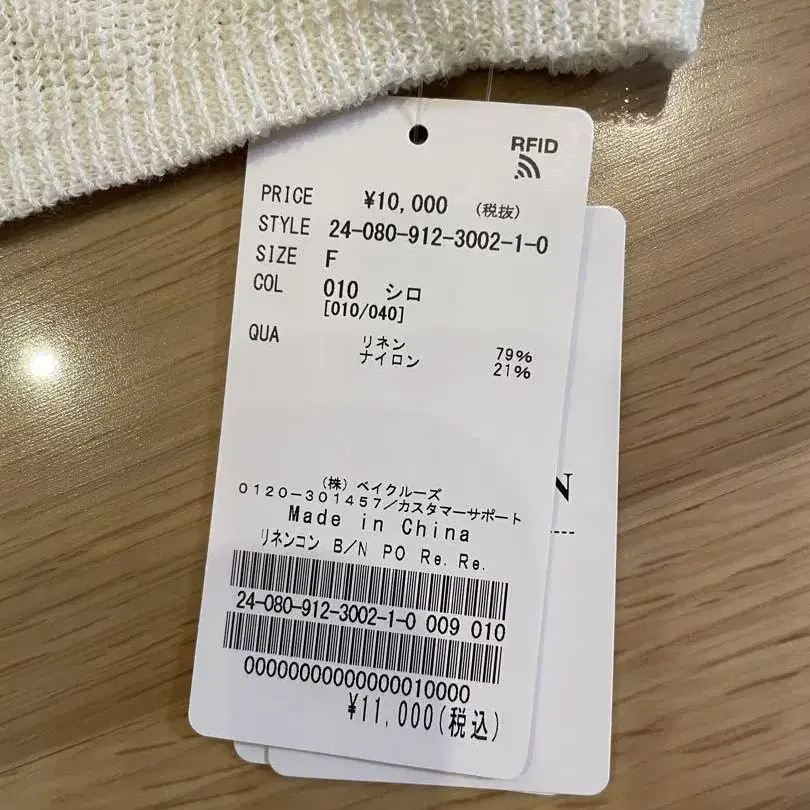 RFID
PRICE ¥10,000 (税抜)
STYLE 24-080-912-3002-1-0
SIZE F
COL 010 シロ
[010/040]
QUA リネン 79%
ナイロン 21%
(株) ベイクルーズ
0120-301457/カスタマーサポート
Made in China
リネンコン B/N PO Re. Re.
24-080-912-3002-1-0 009 010
00000000000000010000
¥11,000(税込)
N